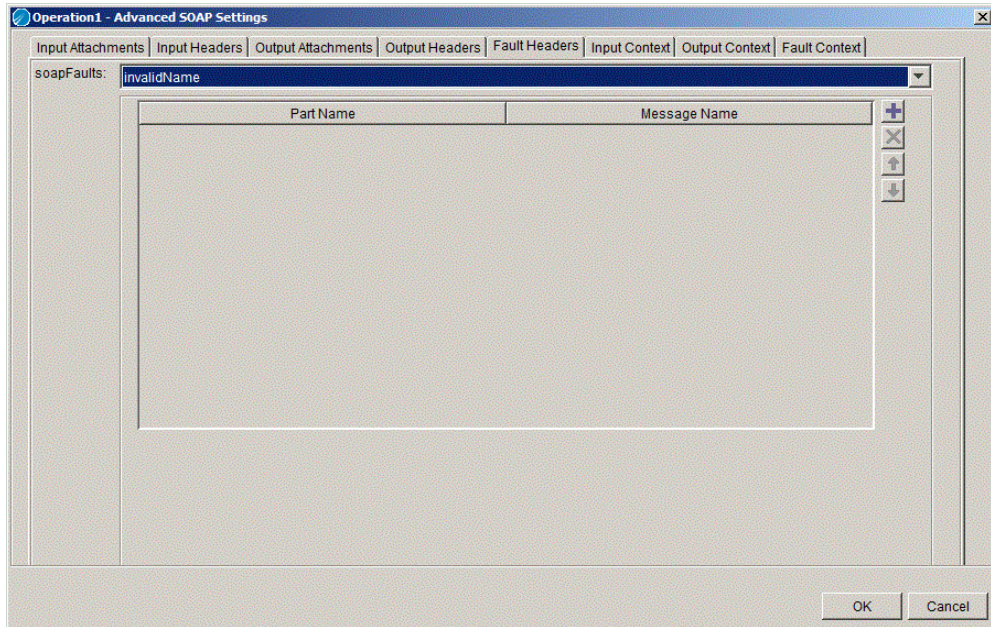 Operation1 - Advanced SOAP Settings
Input Attachments Input Headers Output Attachments Output Headers Fault Headers Input Context Output Context Fault Context
soapFaults: invalidName
Part Name Message Name
OK Cancel